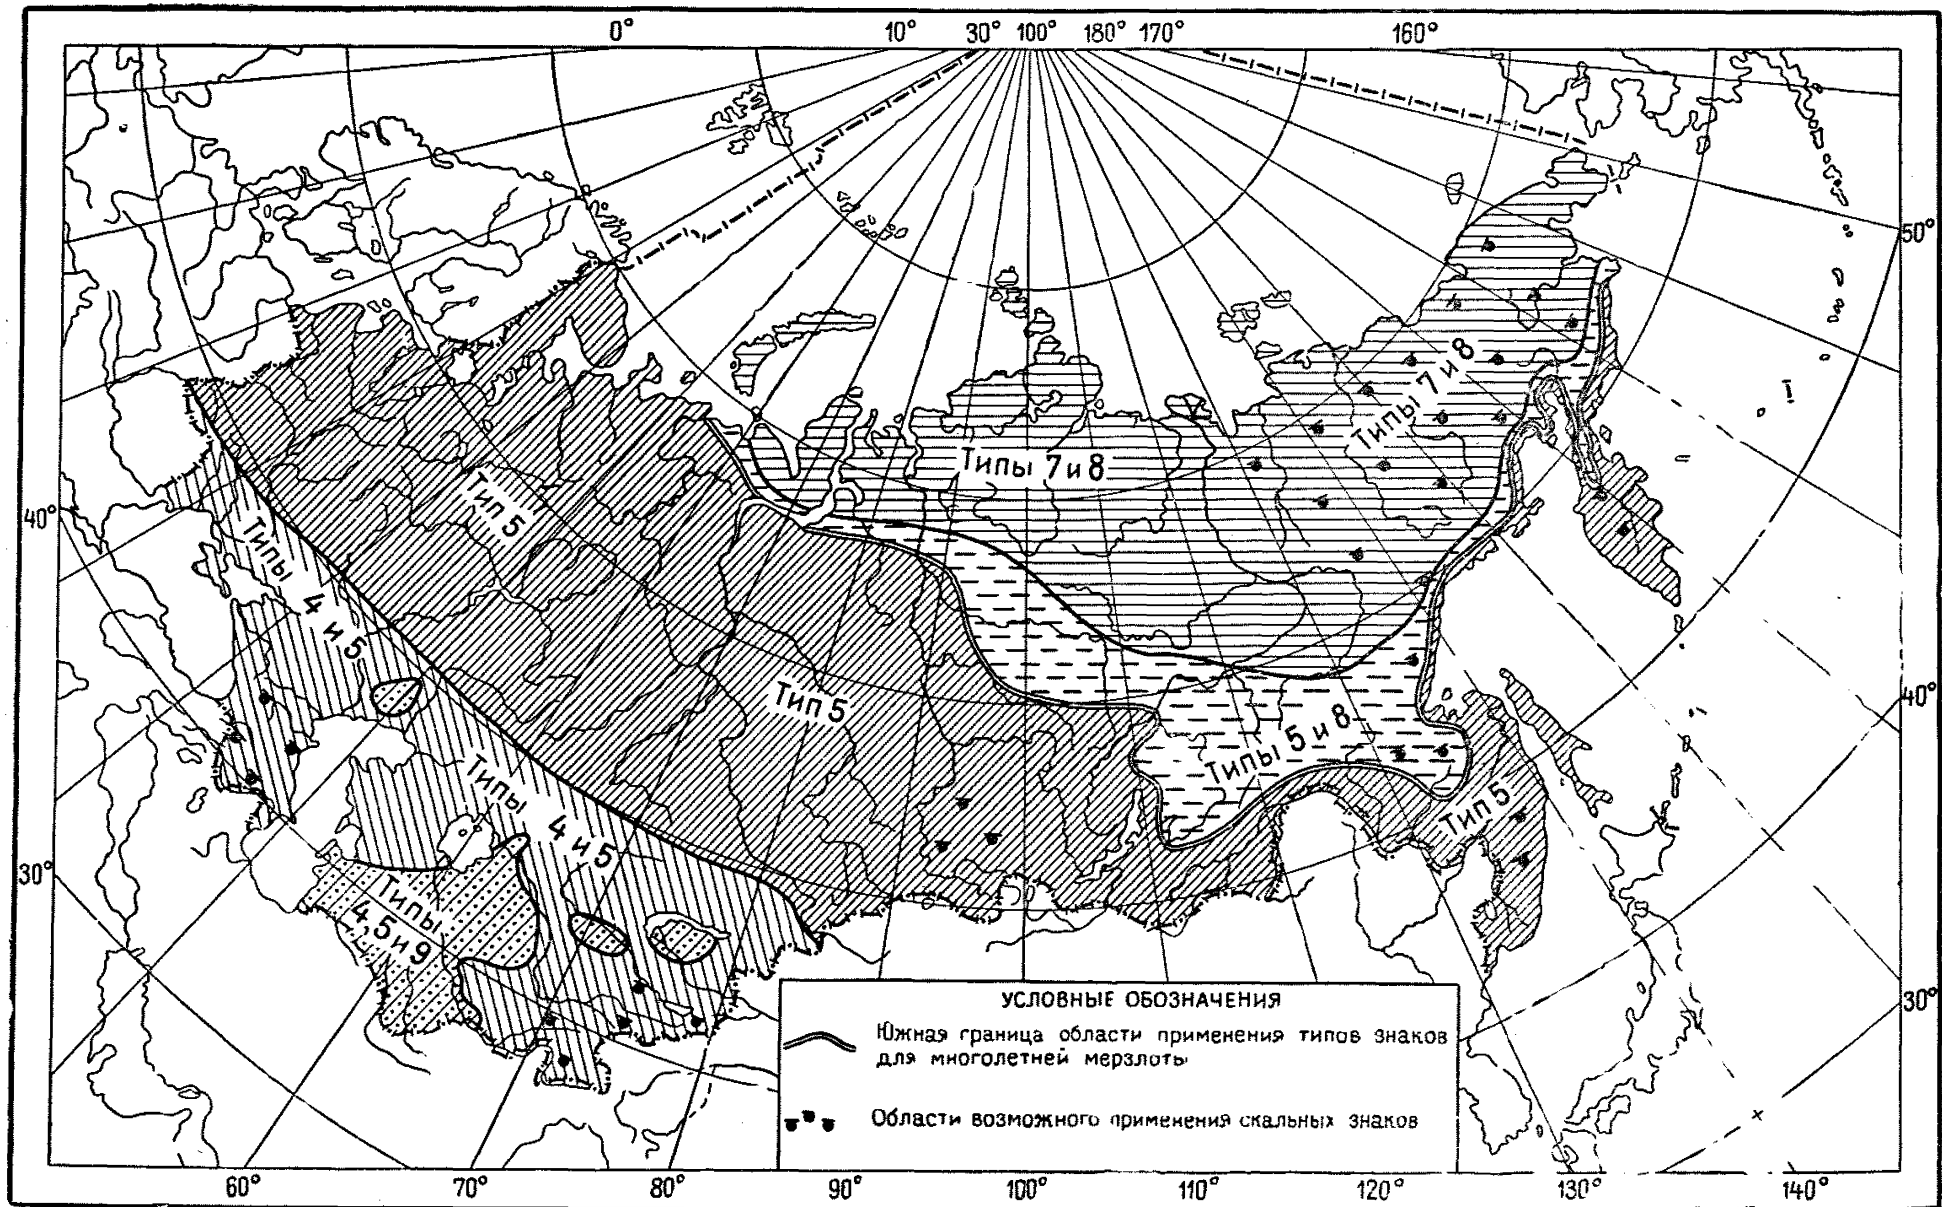 0° 10° 30° 100° 180° 170° 160°
50°
Типы 7 и 8
Типы 7 и 8
Тип 5
40°
Типы 4 и 5
Тип 5
40°
Типы 5 и 8
Типы 4 и 5
Тип 5
30°
Типы
4,5 и 9
30°
УСЛОВНЫЕ ОБОЗНАЧЕНИЯ
Южная граница области применения типов знаков
для многолетней мерзлоты
Области возможного применения скальных знаков
60° 70° 80° 90° 100° 110° 120° 130° 140°